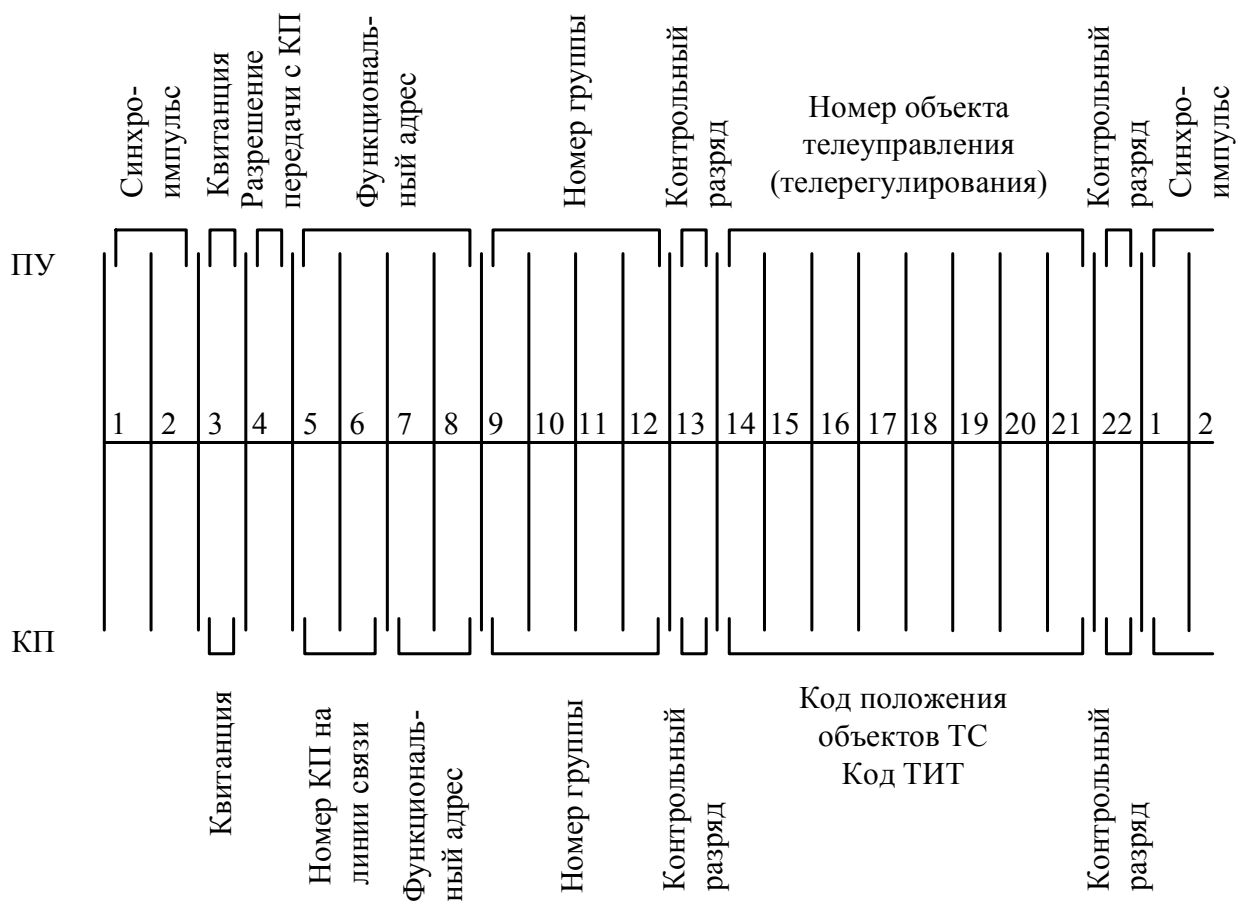 Синхро-
импульс
Квитанция
Разрешение
передачи с КП
Функциональ-
ный адрес
Номер группы
Контрольный
разряд
Номер объекта
телеуправления
(телерегулирования)
Контрольный
разряд
Синхро-
импульс
ПУ
1 2 3 4 5 6 7 8 9 10 11 12 13 14 15 16 17 18 19 20 21 22 1 2
КП
Квитанция
Номер КП на
линии связи
Функциональ-
ный адрес
Номер группы
Контрольный
разряд
Код положения
объектов ТС
Код ТИТ
Контрольный
разряд